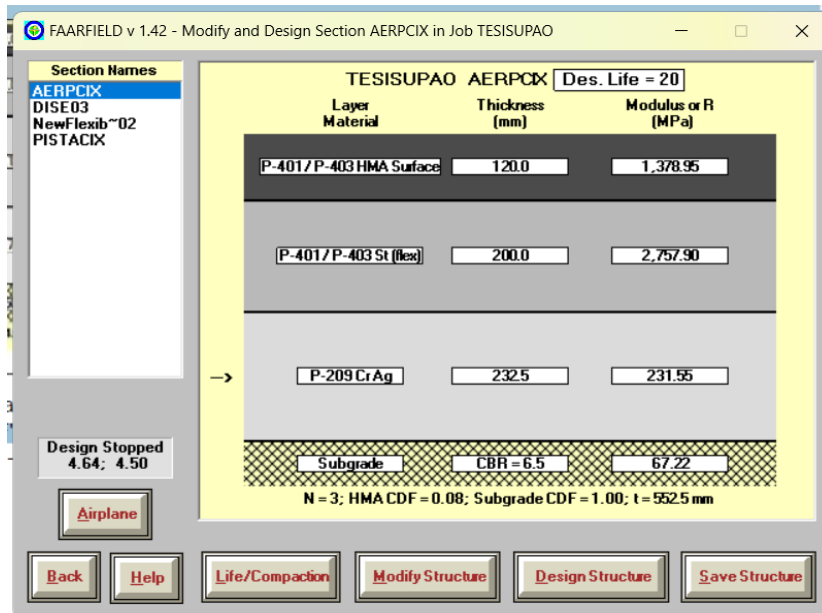 FAARFIELD v 1.42 - Modify and Design Section AERPCIX in Job TESISUPAO
Section Names
AERPCIX
DISE03
NewFlexib~02
PISTACIX
TESISUPAO AERPCIX Des. Life = 20
Layer Material Thickness (mm) Modulus or R (MPa)
P-401/ P-403 HMA Surface 120.0 1,378.95
P-401/ P-403 St (flex) 200.0 2,757.90
--> P-209 Cr Ag 232.5 231.55
Subgrade CBR = 6.5 67.22
N = 3; HMA CDF = 0.08; Subgrade CDF = 1.00; t = 552.5 mm
Design Stopped
4.64; 4.50
Airplane
Back Help Life/Compaction Modify Structure Design Structure Save Structure